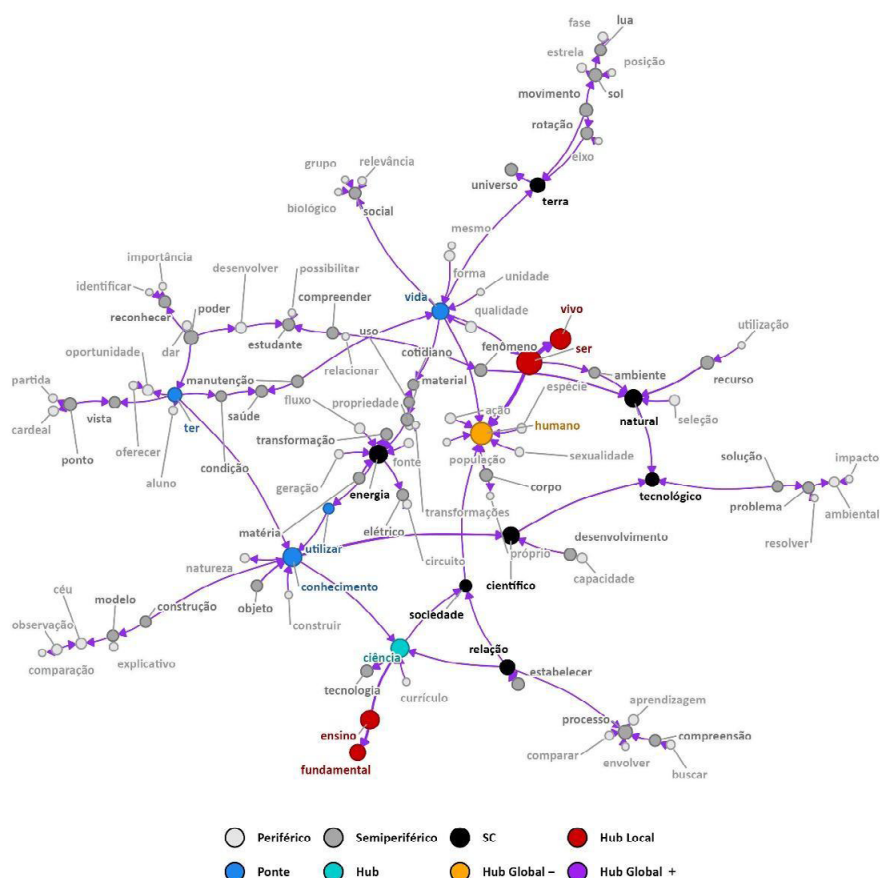 fase
lua
estrela
posição
movimento
sol
rotação
eixo
grupo
relevância
universo
terra
biológico
social
mesmo
importância
identificar
desenvolver
possibilitar
forma
unidade
vida
vivo
reconhecer
poder
compreender
qualidade
utilização
dar
estudante
uso
fenômeno
ser
oportunidade
relacionar
cotidiano
ambiente
recurso
partida
manutenção
material
espécie
vista
saúde
fluxo
propriedade
ação
natural
seleção
cardeal
ter
transformação
humano
oferecer
fonte
população
sexualidade
solução
impacto
ponto
aluno
condição
geração
energia
corpo
tecnológico
problema
transformações
elétrico
ambiental
matéria
utilizar
próprio
desenvolvimento
resolver
natureza
circuito
científico
capacidade
conhecimento
céu
modelo
construção
objeto
sociedade
observação
construir
relação
comparação
explicativo
ciência
estabelecer
tecnologia
currículo
aprendizagem
processo
ensino
compreensão
comparar
envolver
fundamental
buscar
Periférico Semiperiférico SC Hub Local
Ponte Hub Hub Global – Hub Global +